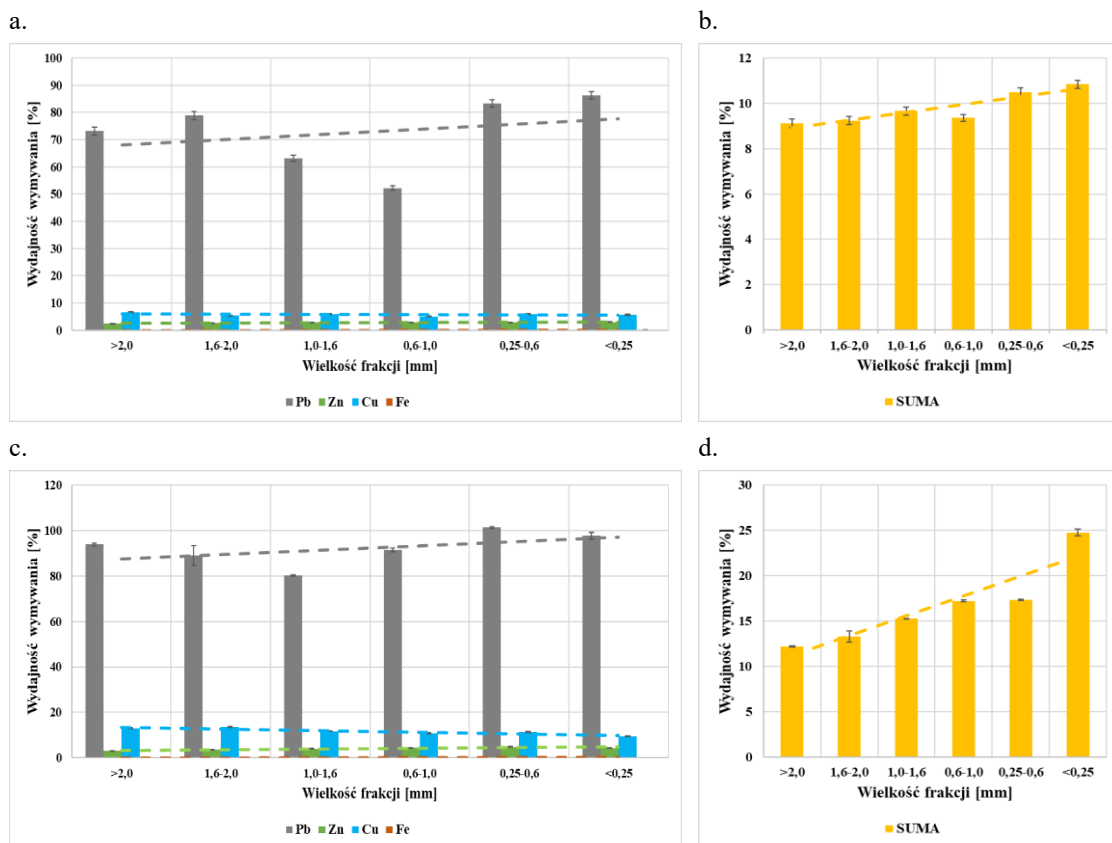 a.
b.
100
90
80
70
60
50
40
30
20
10
0
Wydajność wymywania [%]
>2,0 1,6-2,0 1,0-1,6 0,6-1,0 0,25-0,6 <0,25
Wielkość frakcji [mm]
Pb Zn Cu Fe
12
10
8
6
4
2
0
Wydajność wymywania [%]
>2,0 1,6-2,0 1,0-1,6 0,6-1,0 0,25-0,6 <0,25
Wielkość frakcji [mm]
SUMA
c.
d.
120
100
80
60
40
20
0
Wydajność wymywania [%]
>2,0 1,6-2,0 1,0-1,6 0,6-1,0 0,25-0,6 <0,25
Wielkość frakcji [mm]
Pb Zn Cu Fe
30
25
20
15
10
5
0
Wydajność wymywania [%]
>2,0 1,6-2,0 1,0-1,6 0,6-1,0 0,25-0,6 <0,25
Wielkość frakcji [mm]
SUMA